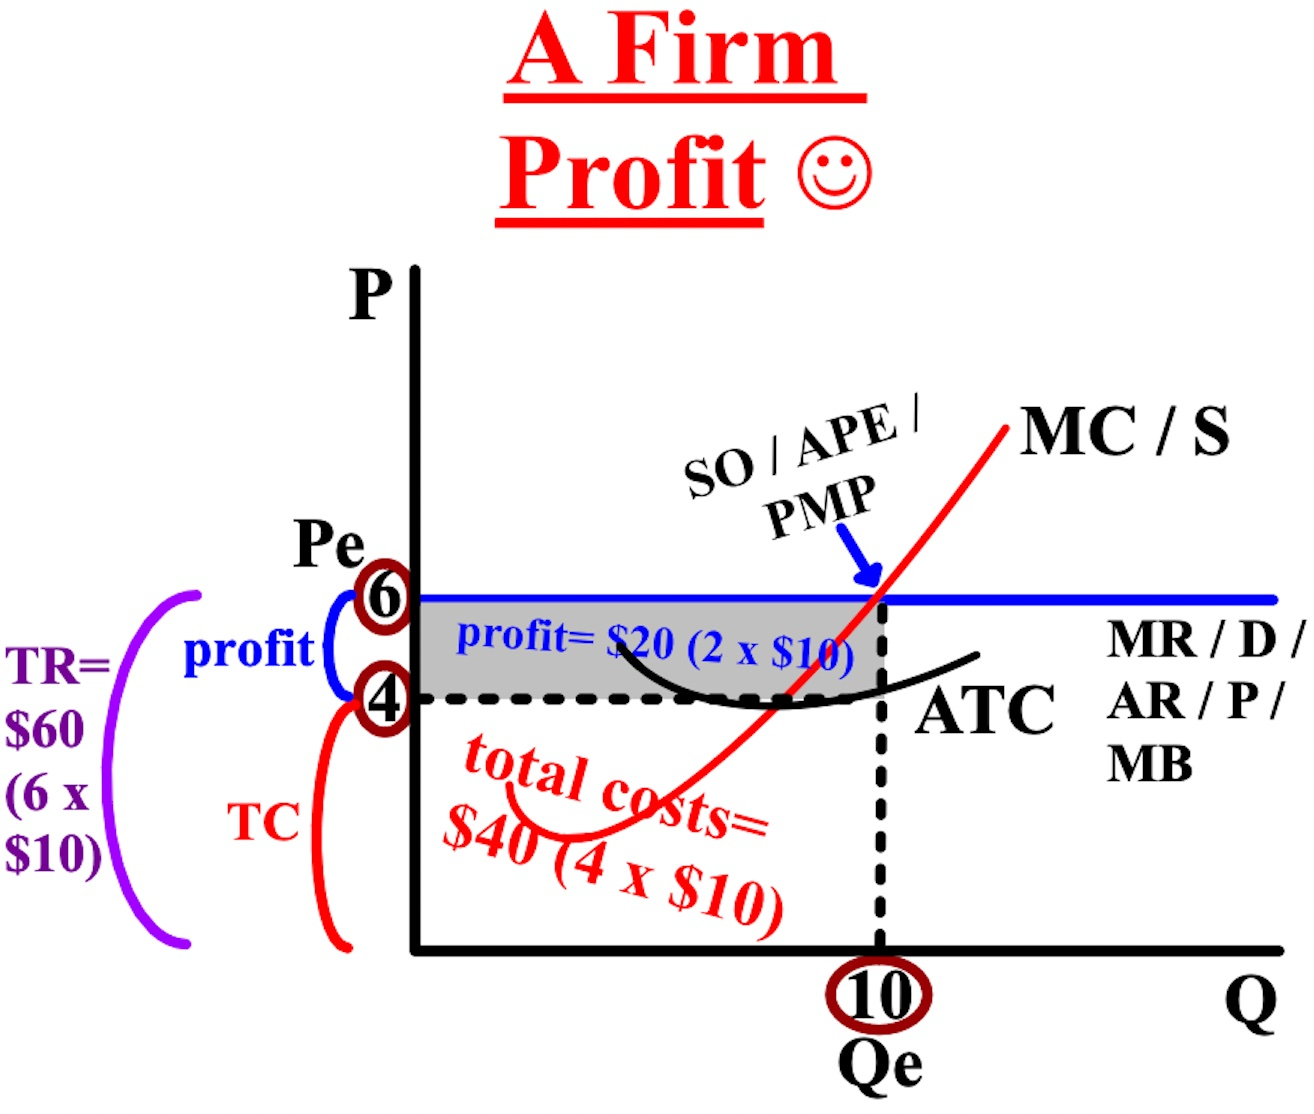 A Firm
Profit ☺
P
SO / APE /
PMP
MC / S
Pe
6
profit= $20 (2 x $10)
profit
4
MR / D /
AR / P /
MB
ATC
TR=
$60
(6 x
$10)
TC
total costs=
$40 (4 x $10)
10
Qe
Q